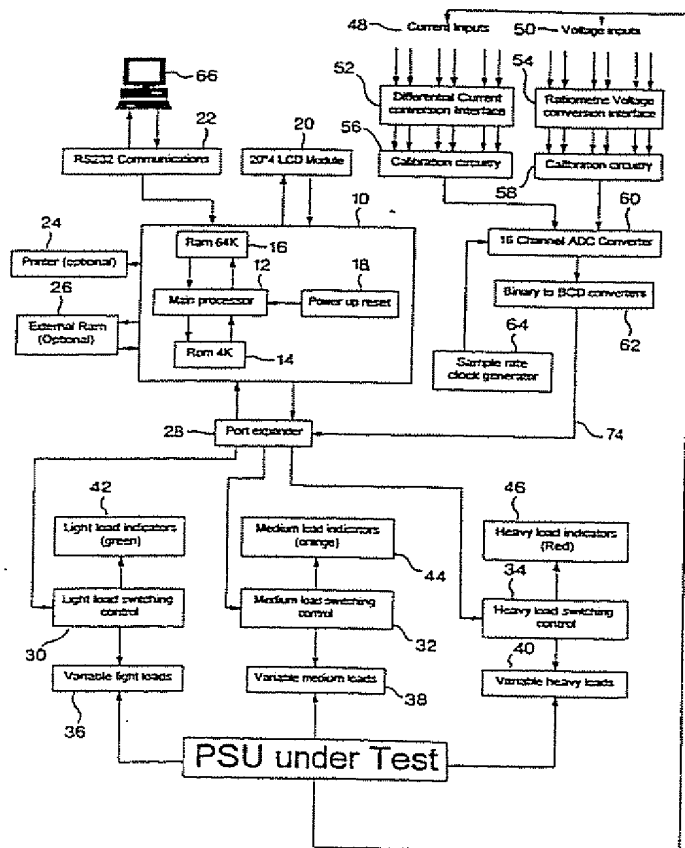 48
Current Inputs
50
Voltage inputs
66
52
Differential Current
conversion Interface
54
Ratiometric Voltage
conversion interface
22
RS232 Communications
20
20*4 LCD Module
56
Calibration circuitry
58
Calibration circuitry
10
60
16 Channel ADC Converter
24
Printer (optional)
Ram 64K
16
12
Main processor
18
Power up reset
26
External Ram
(Optional)
Rom 4K
14
Binary to BCD converters
62
64
Sample rate
clock generator
28
Port expander
74
42
Light load indicators
(green)
Medium load indicators
(orange)
44
46
Heavy load indicators
(Red)
Light load switching
control
30
Medium load switching
control
32
34
Heavy load switching
control
Variable light loads
36
Variable medium loads
38
40
Variable heavy loads
PSU under Test